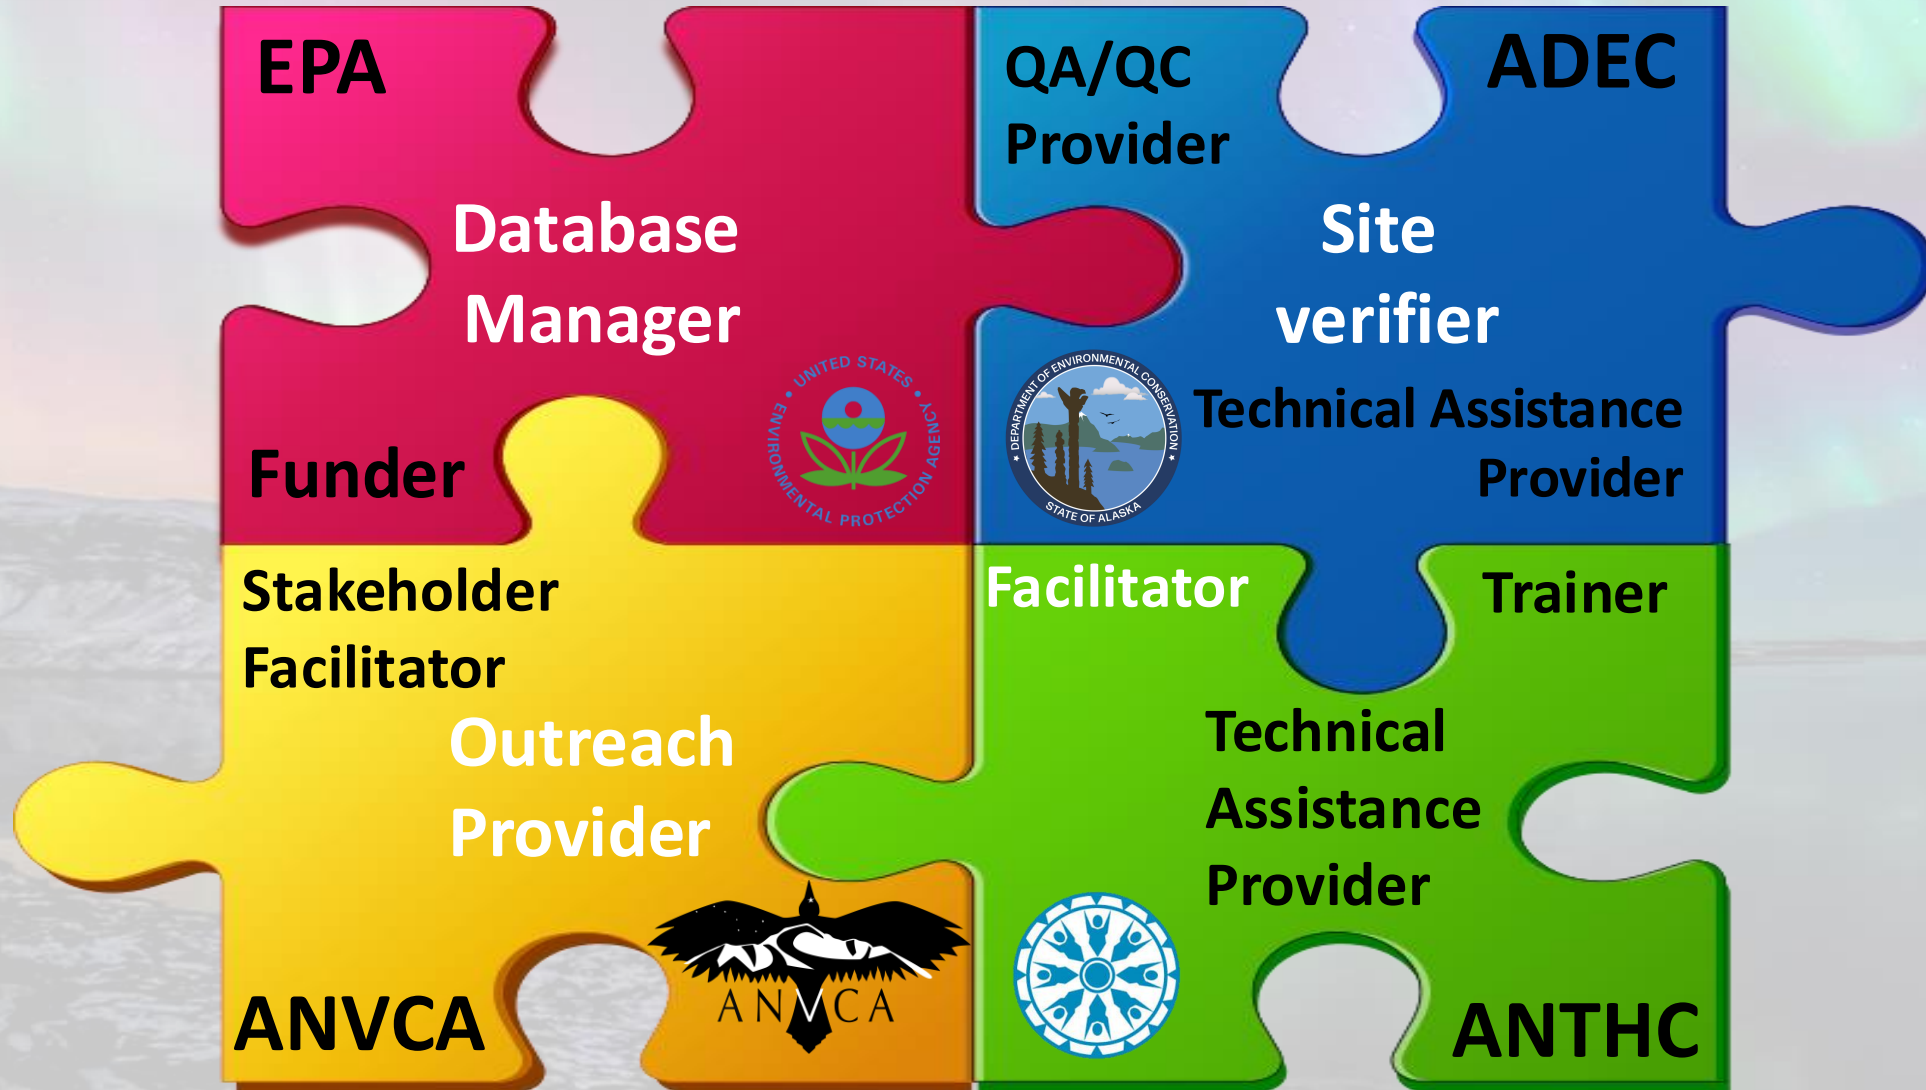 EPA
Database
Manager
Funder
UNITED STATES
ENVIRONMENTAL PROTECTION AGENCY
QA/QC
Provider
ADEC
Site
verifier
Technical Assistance
Provider
DEPARTMENT OF ENVIRONMENTAL CONSERVATION
STATE OF ALASKA
Stakeholder
Facilitator
Outreach
Provider
ANVCA
ANVCA
Facilitator
Trainer
Technical
Assistance
Provider
ANTHC